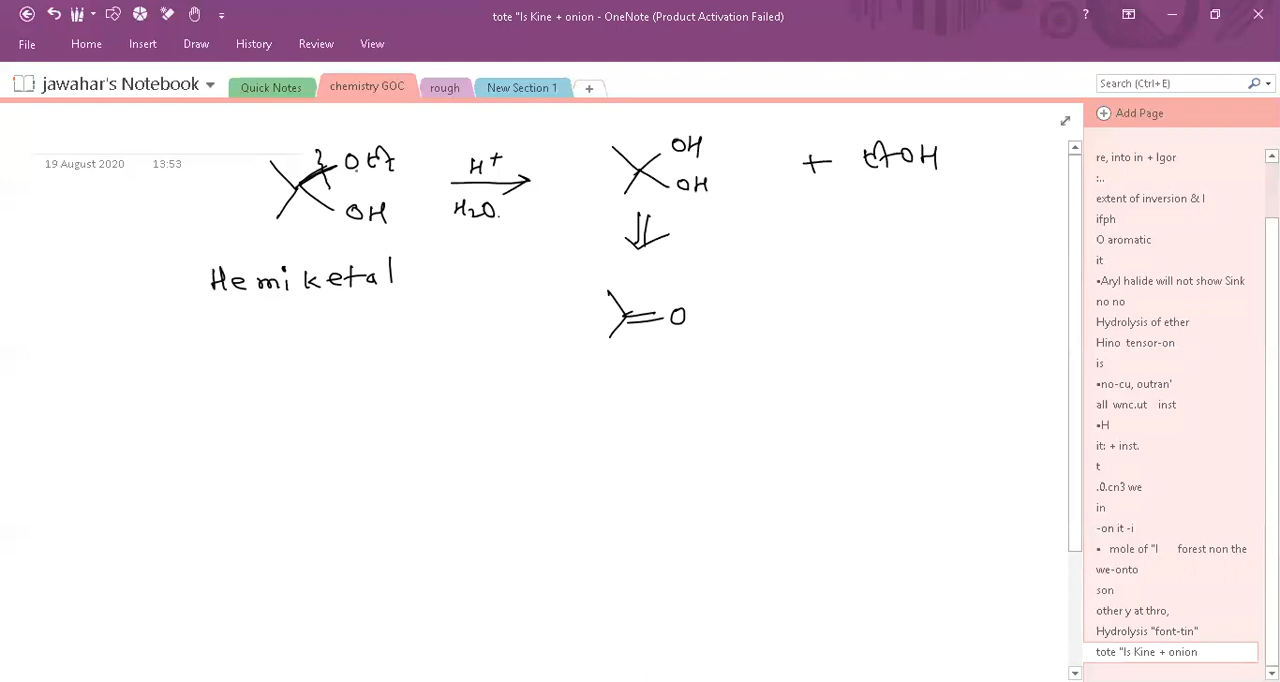 tote "Is Kine + onion - OneNote (Product Activation Failed)
?
File Home Insert Draw History Review View
jawahar's Notebook Quick Notes chemistry GOC rough New Section 1 +
Search (Ctrl+E)
Add Page
19 August 2020 13:53
OEt H+ OH + EtOH
OH H2O. OH
Hemiketal
O
re, into in + Igor
:..
extent of inversion & l
ifph
O aromatic
it
•Aryl halide will not show Sink
no no
Hydrolysis of ether
Hino tensor-on
is
•no-cu, outran'
all wnc.ut inst
•H
it: + inst.
t
.0.cn3 we
in
-on it -i
• mole of "l forest non the
we-onto
son
other y at thro,
Hydrolysis "font-tin"
tote "Is Kine + onion